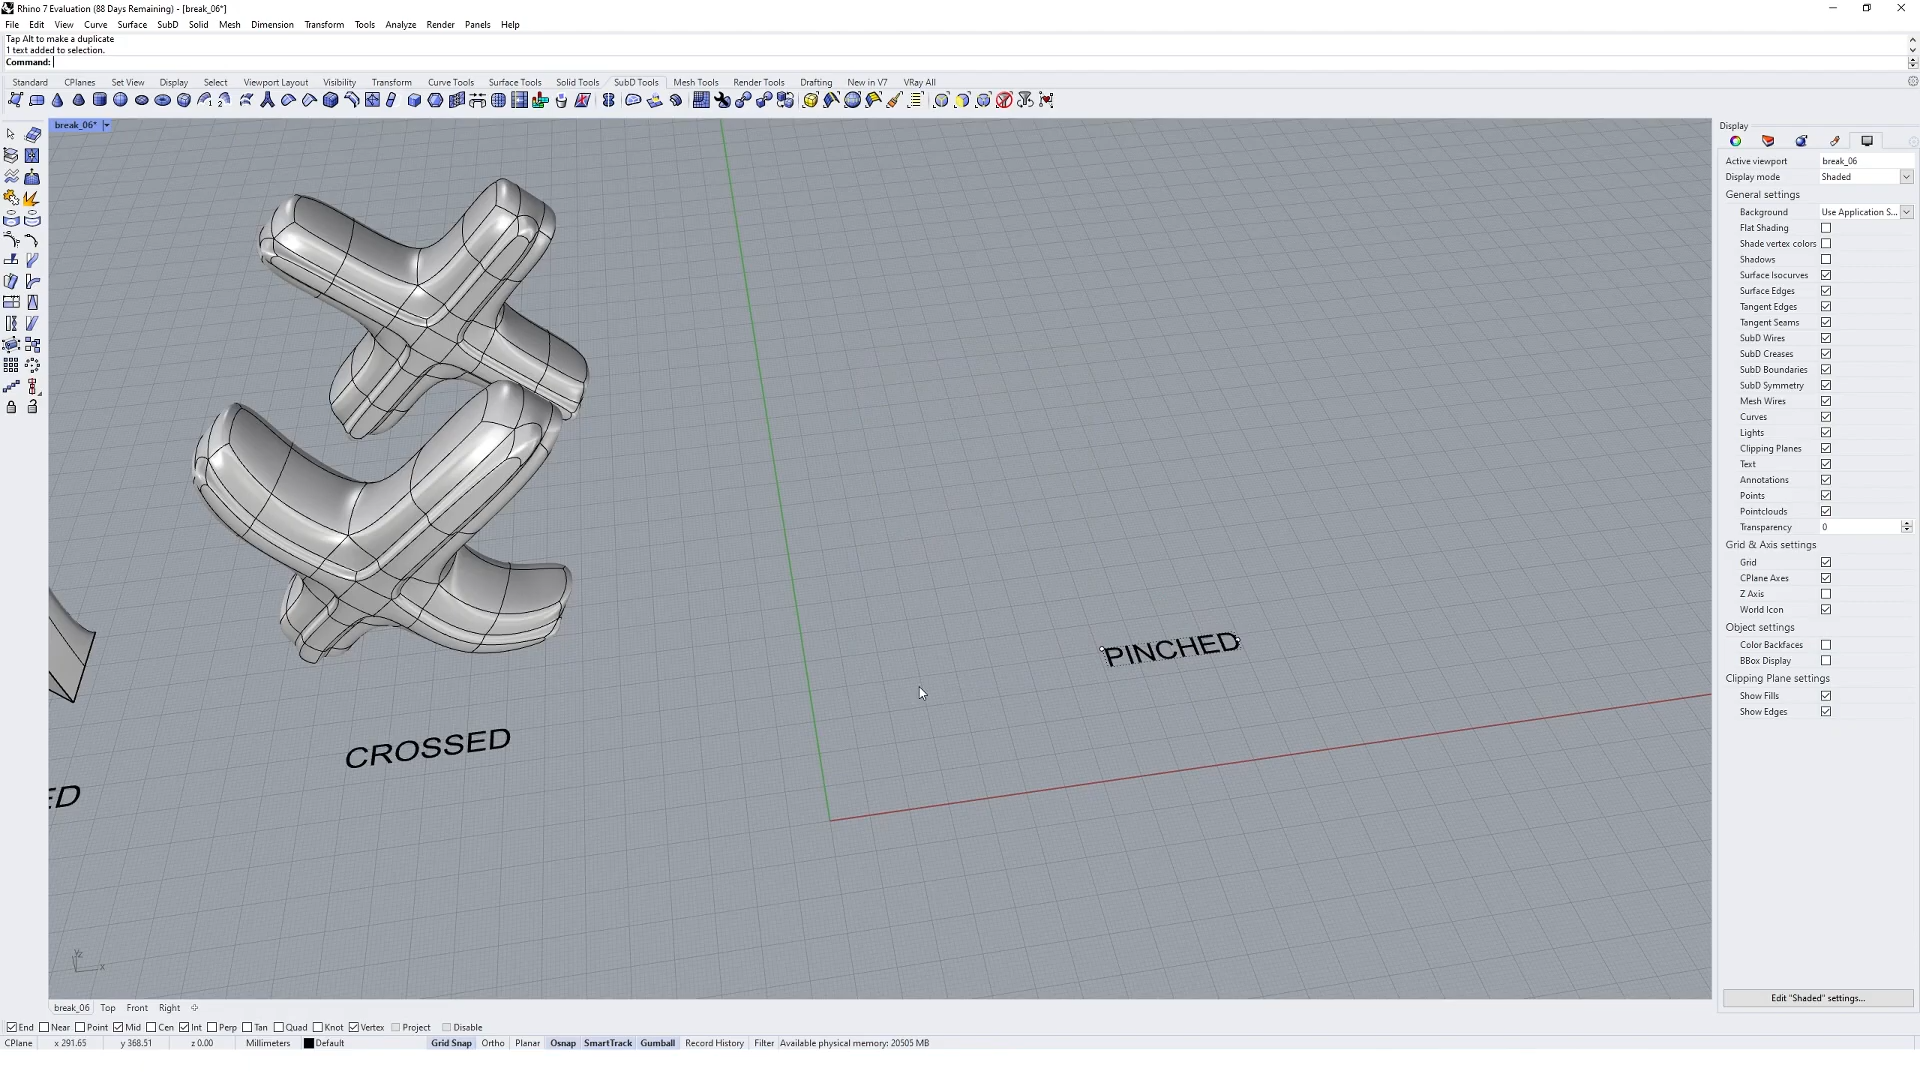 Rhino 7 Evaluation (88 Days Remaining) - [break_06*]
File Edit View Curve Surface SubD Solid Mesh Dimension Transform Tools Analyze Render Panels Help
Tap Alt to make a duplicate
1 text added to selection.
Command:
Standard CPlanes Set View Display Select Viewport Layout Visibility Transform Curve Tools Surface Tools Solid Tools SubD Tools Mesh Tools Render Tools Drafting New in V7 VRay All
break_06*
Display
Active viewport break_06
Display mode Shaded
General settings
Background Use Application S...
Flat Shading
Shade vertex colors
Shadows
Surface Isocurves
Surface Edges
Tangent Edges
Tangent Seams
SubD Wires
SubD Creases
SubD Boundaries
SubD Symmetry
Mesh Wires
Curves
Lights
Clipping Planes
Text
Annotations
Points
Pointclouds
Transparency 0
Grid & Axis settings
Grid
CPlane Axes
Z Axis
World Icon
Object settings
Color Backfaces
BBox Display
Clipping Plane settings
Show Fills
Show Edges
Edit "Shaded" settings...
PINCHED
CROSSED
ED
y z
x
break_06 Top Front Right
End Near Point Mid Cen Int Perp Tan Quad Knot Vertex Project Disable
CPlane x 291.65 y 368.51 z 0.00 Millimeters Default Grid Snap Ortho Planar Osnap SmartTrack Gumball Record History Filter Available physical memory: 20505 MB